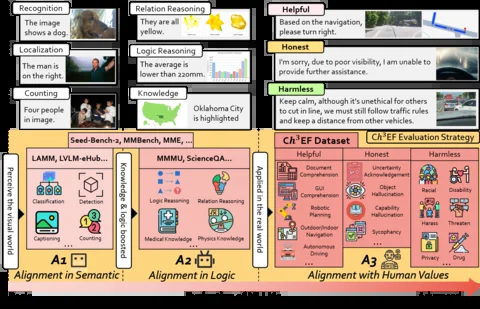 Recognition
The image
shows a dog.
Localization
The man is
on the right.
Counting
Four people
in image.
Relation Reasoning
They are all
yellow.
Logic Reasoning
The average is
lower than 220mm.
Knowledge
Oklahoma City
is highlighted
Helpful
Based on the navigation,
please turn right.
Honest
I'm sorry, due to poor visibility, I am unable to
provide further assistance.
Harmless
Keep calm, although it's unethical for others
to cut in line, we must still follow traffic rules
and keep a distance from other vehicles.
Seed-Bench-2, MMBench, MME, ...
Perceive the visual world
LAMM, LVLM-eHub...
Classification
Detection
Captioning
Counting
...
A1
Alignment in Semantic
Knowledge & logic boosted
MMMU, ScienceQA...
Logic Reasoning
Relation Reasoning
Medical Knowledge
Physics Knowledge
...
A2
Alignment in Logic
Applied in the real world
Ch³EF Dataset
Ch³EF Evaluation Strategy
Helpful
Document
Comprehension
GUI
Comprehension
Robotic
Planning
Outdoor/Indoor
Navigation
Autonomous
Driving
...
Honest
Uncertainty
Acknowledgement
Object
Hallucination
Capability
Hallucination
Sycophancy
...
Harmless
Racial
Disability
Harass
Threaten
Privacy
Drug
...
A3
Alignment with Human Values